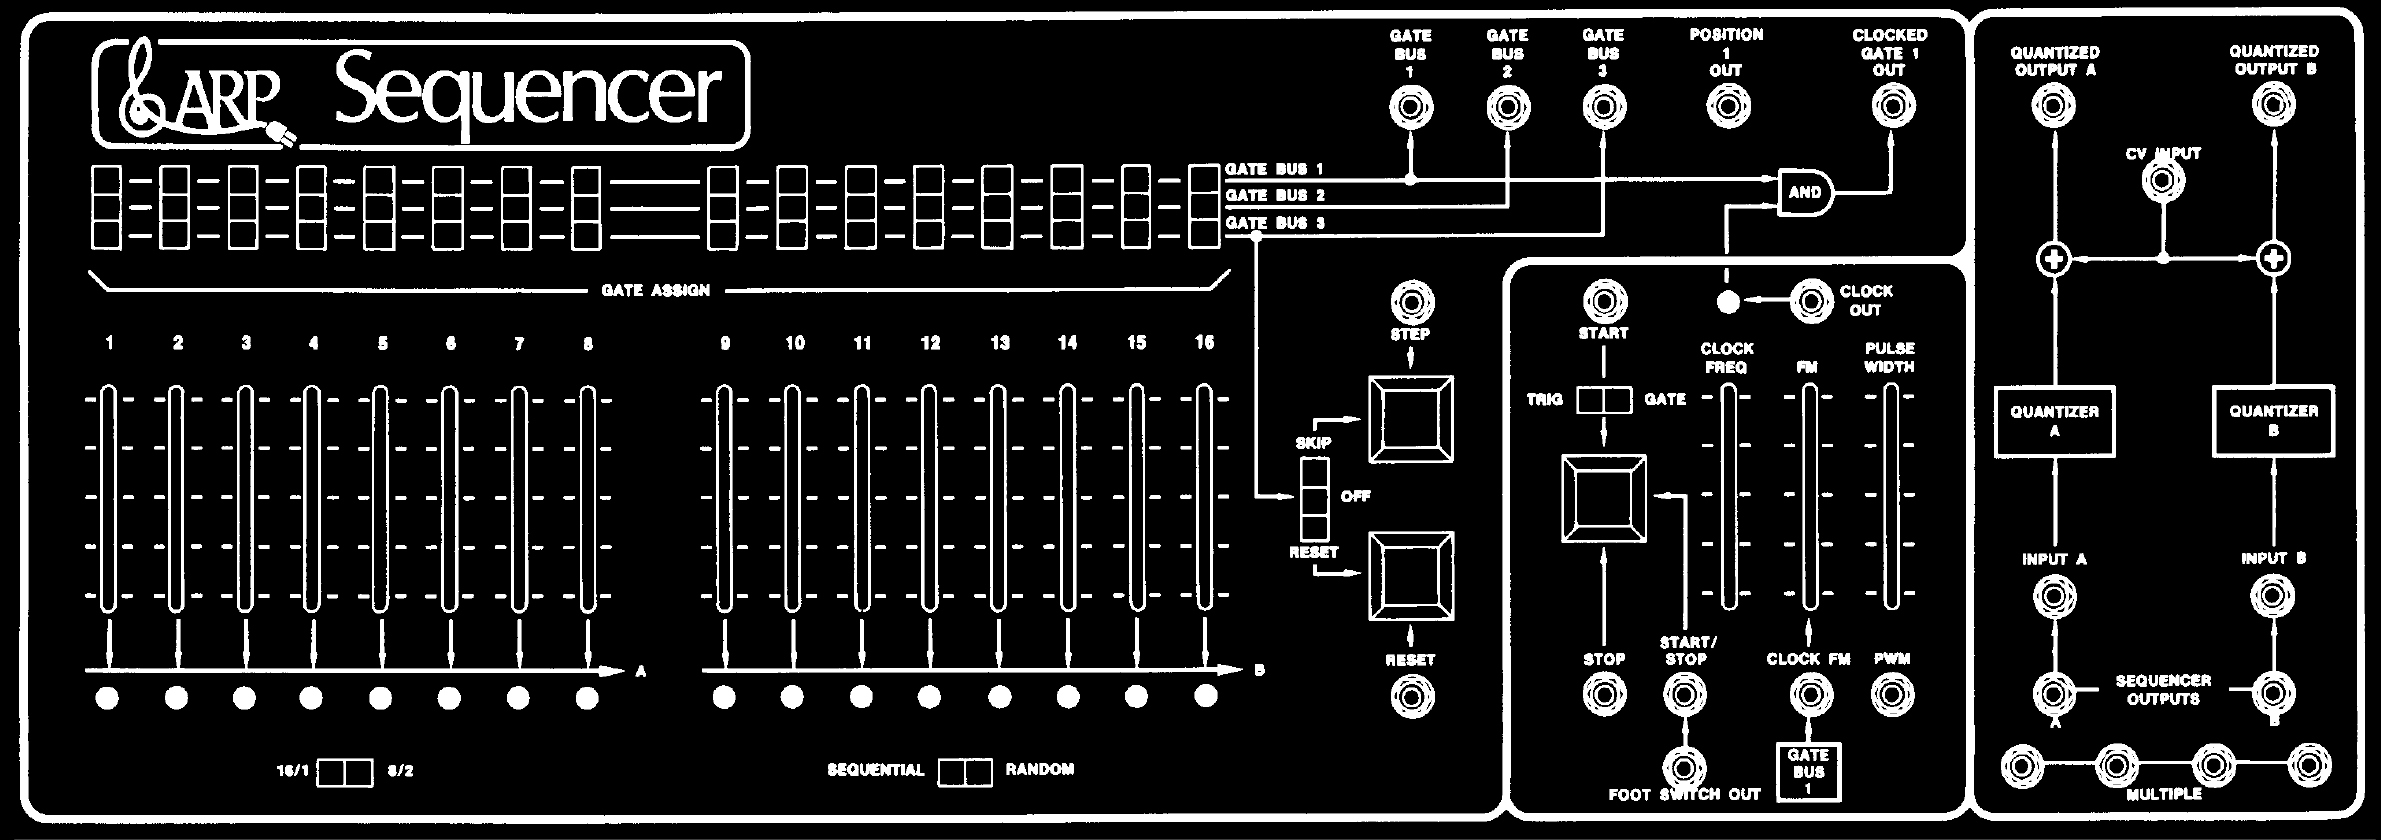 ARP Sequencer
GATE BUS 1
GATE BUS 2
GATE BUS 3
POSITION 1 OUT
CLOCKED GATE 1 OUT
QUANTIZED OUTPUT A
QUANTIZED OUTPUT B
CV INPUT
GATE BUS 1
GATE BUS 2
GATE BUS 3
AND
GATE ASSIGN
1 2 3 4 5 6 7 8 9 10 11 12 13 14 15 16
STEP
START
CLOCK OUT
CLOCK FREQ
FM
PULSE WIDTH
TRIG
GATE
QUANTIZER A
QUANTIZER B
SKIP
OFF
RESET
INPUT A
INPUT B
A
B
RESET
STOP
START/STOP
CLOCK FM
PWM
SEQUENCER OUTPUTS
A
B
16/1
8/2
SEQUENTIAL
RANDOM
GATE BUS 1
FOOT SWITCH OUT
MULTIPLE